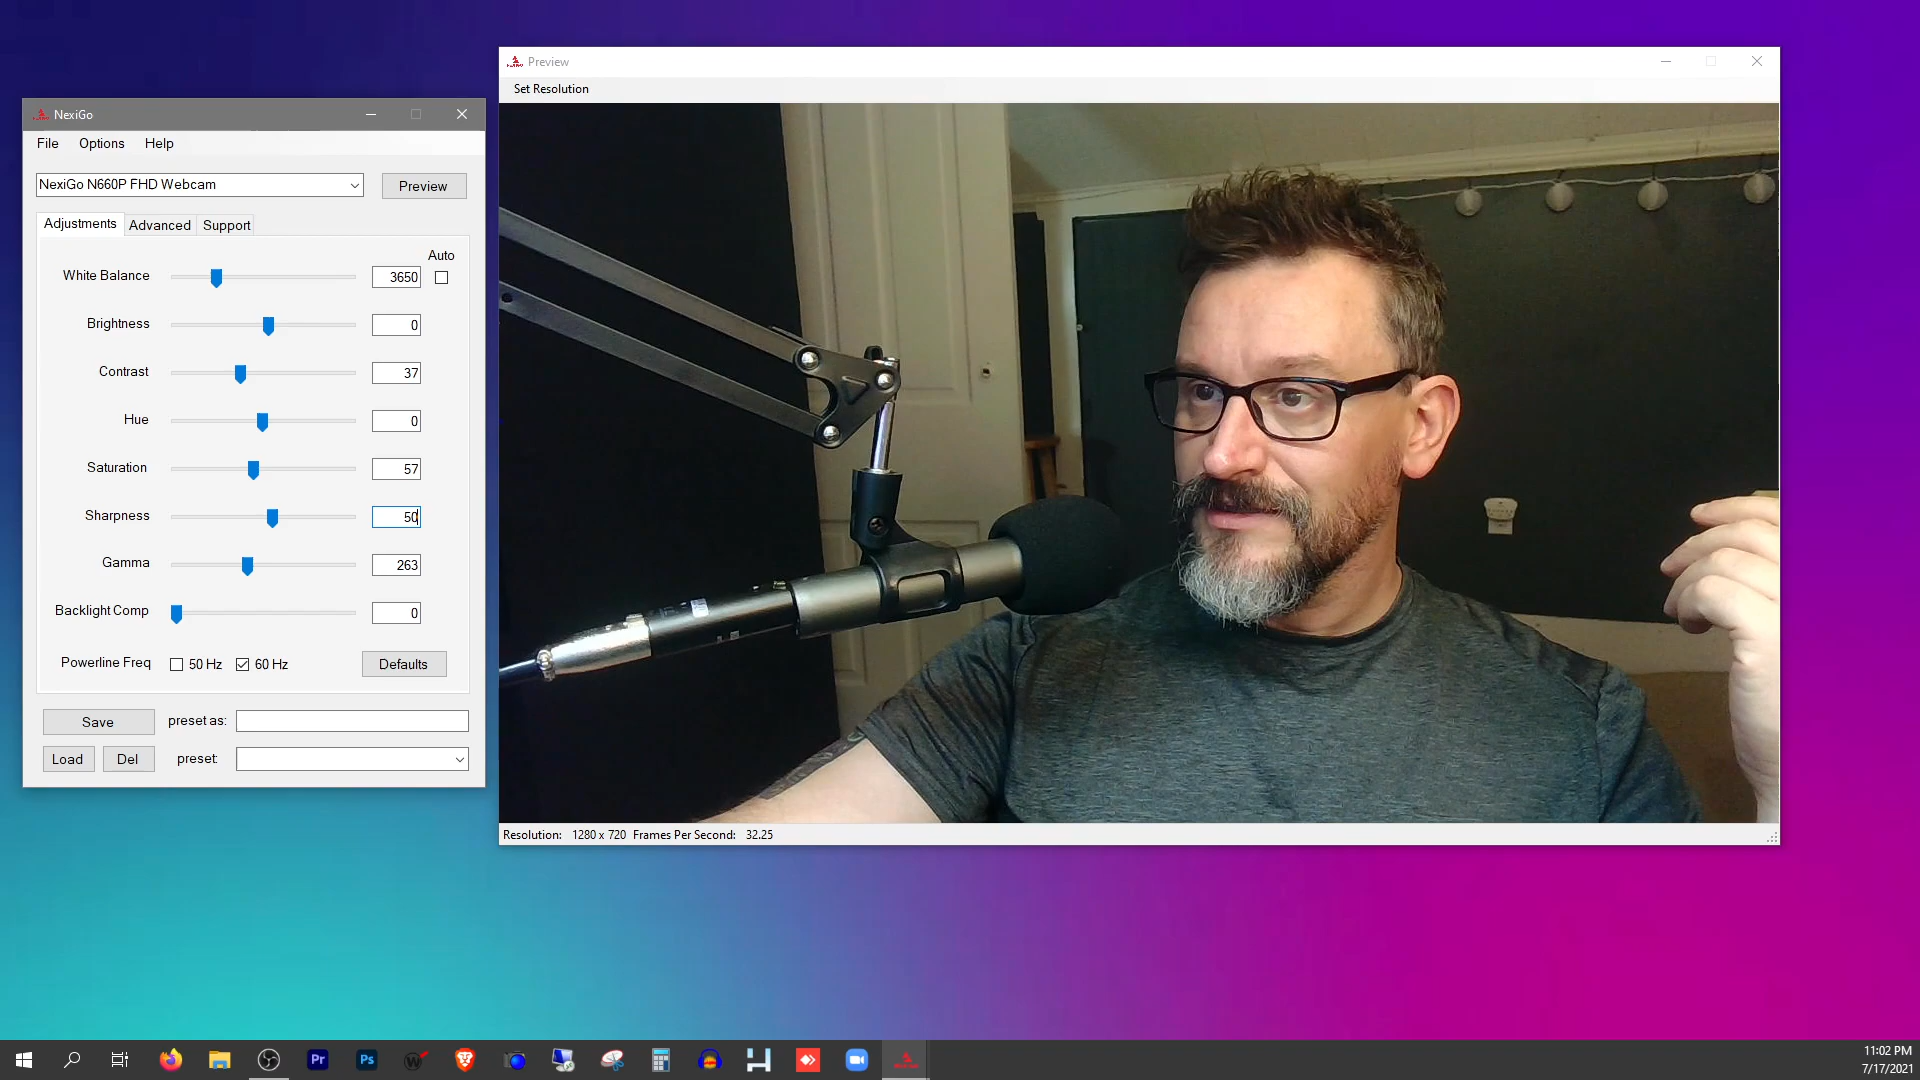 NexiGo
File Options Help
NexiGo N660P FHD Webcam
Preview
Adjustments Advanced Support
Auto
White Balance 3650
Brightness 0
Contrast 37
Hue 0
Saturation 57
Sharpness 50
Gamma 263
Backlight Comp 0
Powerline Freq 50 Hz 60 Hz Defaults
Save preset as:
Load Del preset:
Preview
Set Resolution
Resolution: 1280 x 720 Frames Per Second: 32.25
Pr Ps
11:02 PM
7/17/2021